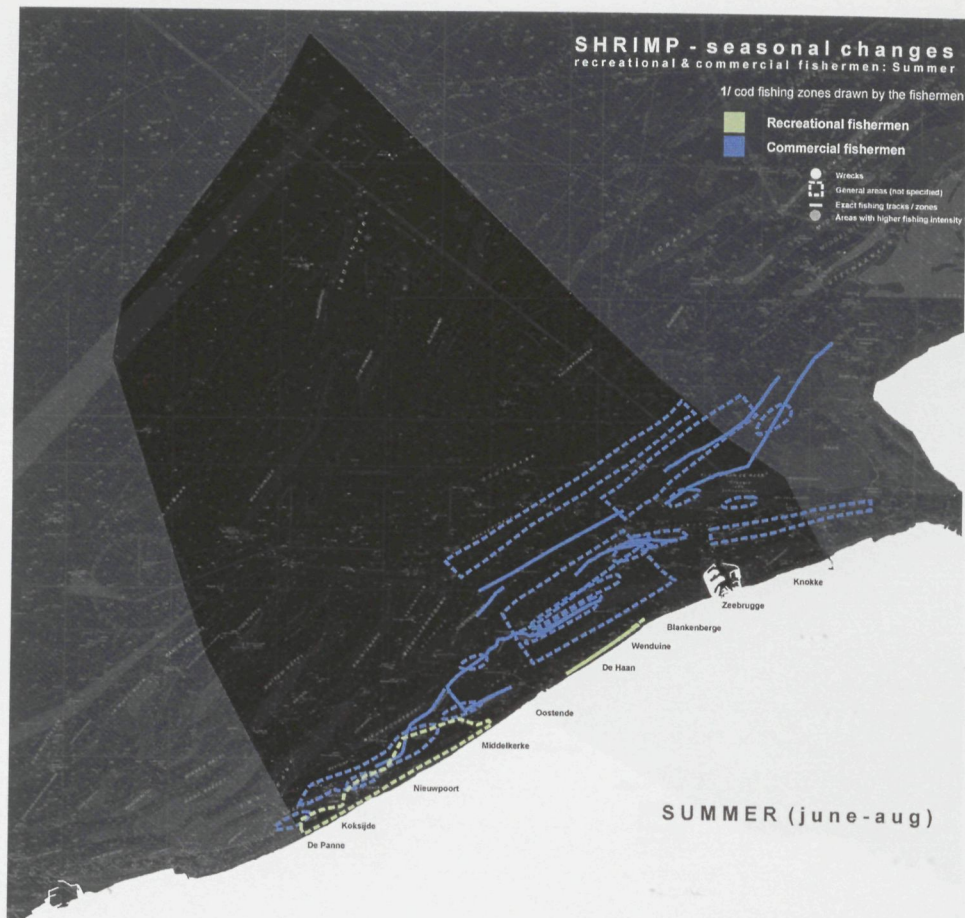 SHRIMP - seasonal changes
recreational & commercial fishermen: Summer
1/ cod fishing zones drawn by the fishermen
Recreational fishermen
Commercial fishermen
Wrecks
General areas (not specified)
Exact fishing tracks / zones
Areas with higher fishing intensity
Knokke
Zeebrugge
Blankenberge
Wenduine
De Haan
Oostende
Middelkerke
Nieuwpoort
SUMMER (june-aug)
Koksijde
De Panne